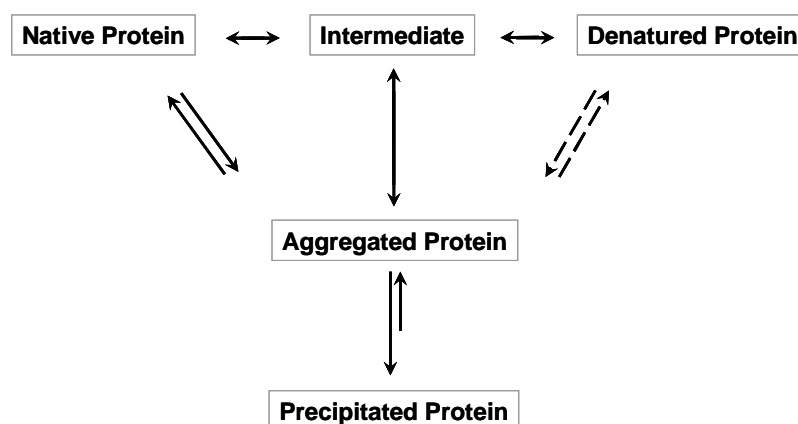 Native Protein
Intermediate
Denatured Protein
Aggregated Protein
Precipitated Protein